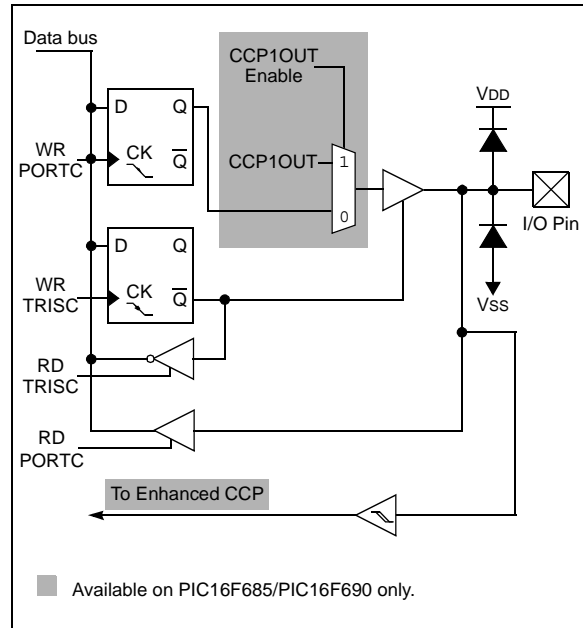 Data bus
CCP1OUT
Enable
VDD
D Q
WR
PORTC
CK Q
CCP1OUT
1
0
I/O Pin
D Q
WR
TRISC
CK Q
VSS
RD
TRISC
RD
PORTC
To Enhanced CCP
Available on PIC16F685/PIC16F690 only.